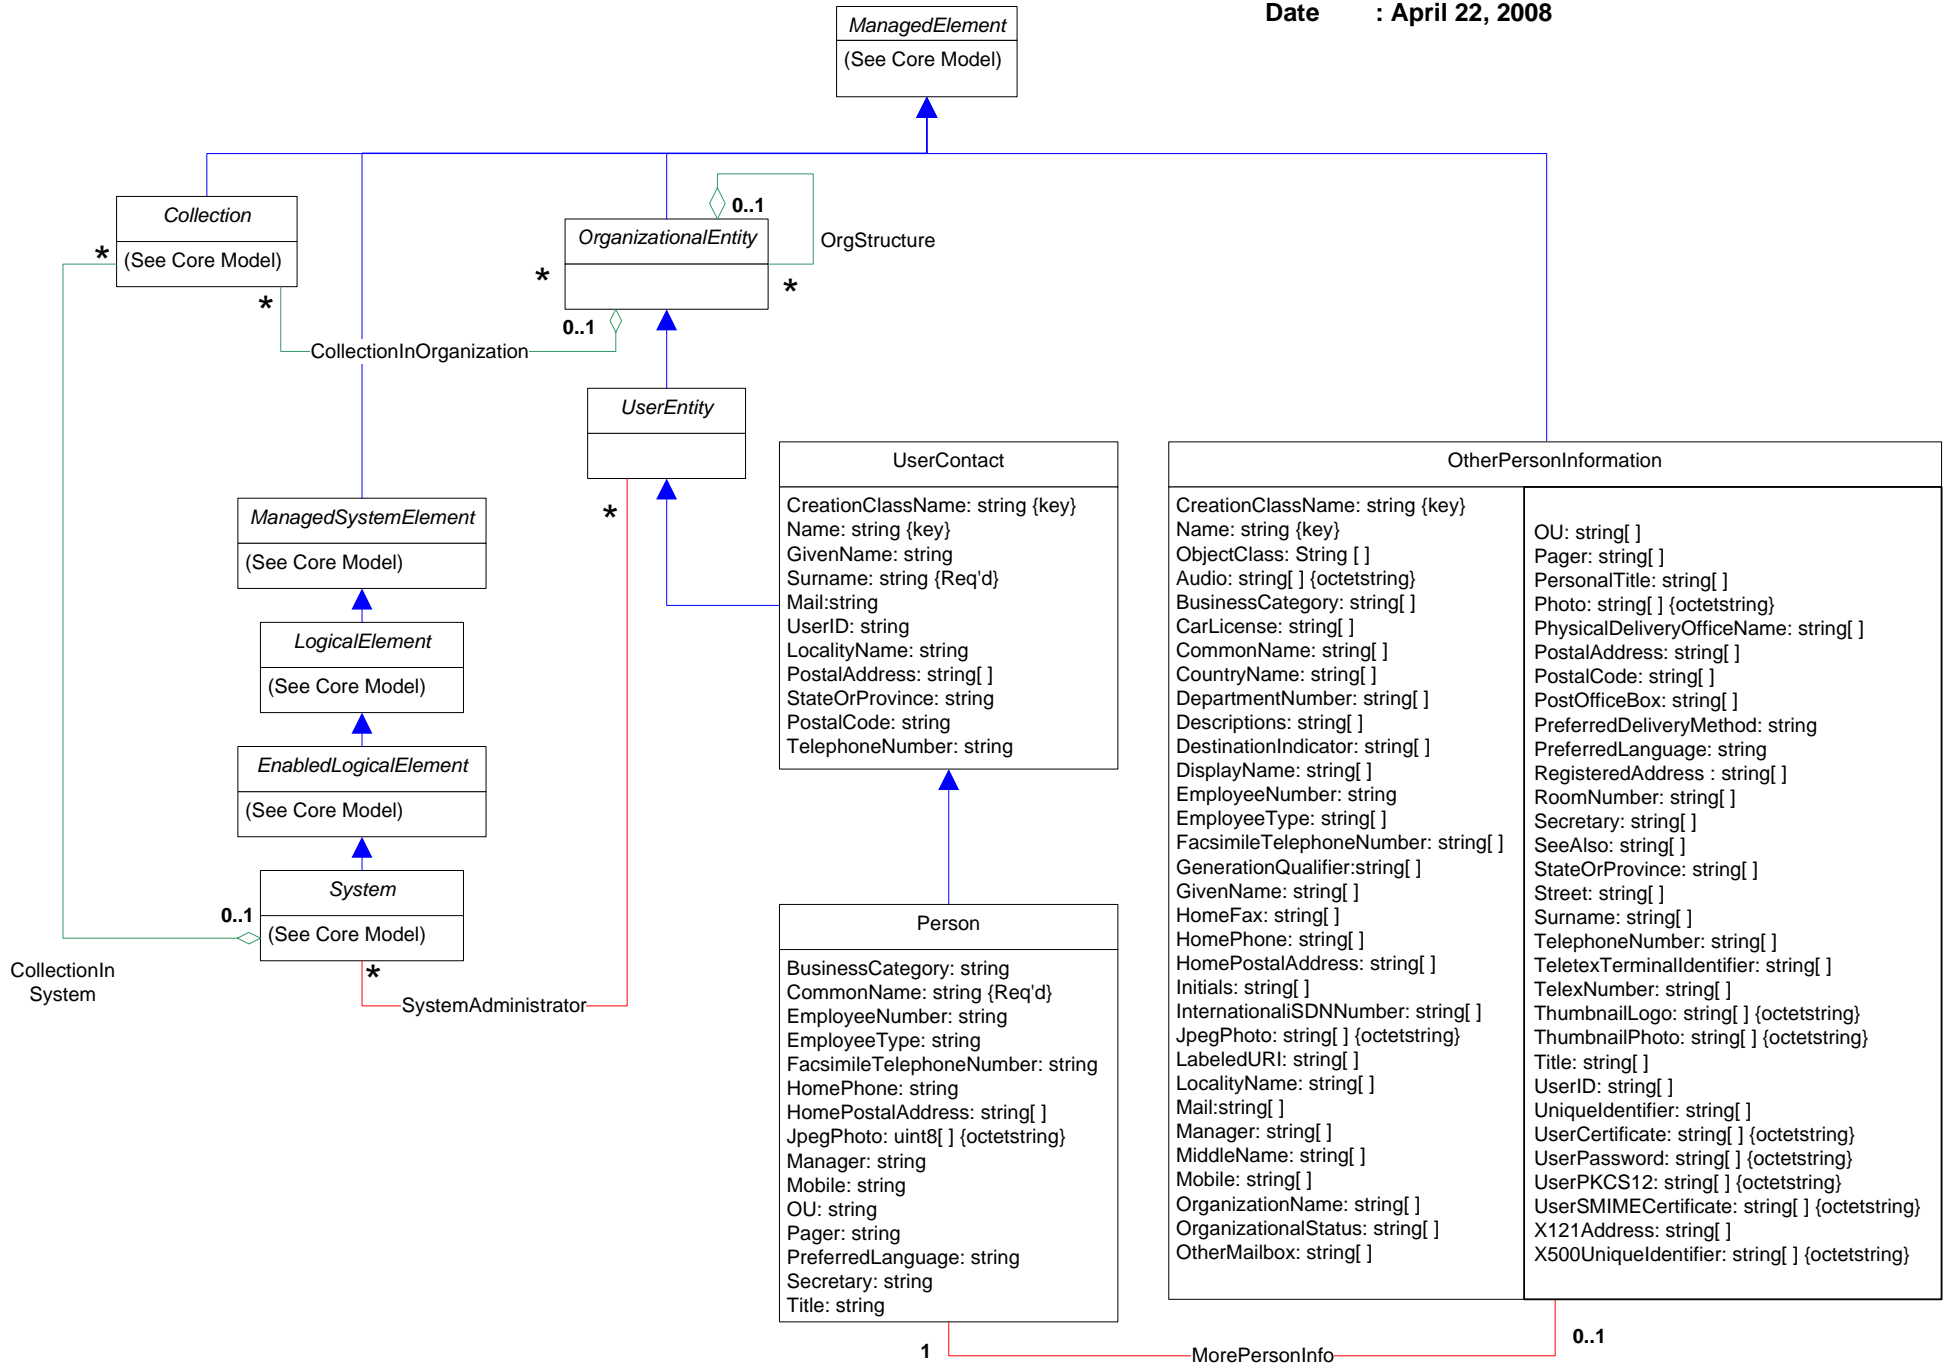 Date : April 22, 2008
ManagedElement
(See Core Model)
Collection
(See Core Model)
*
*
OrganizationalEntity
0..1
OrgStructure
*
*
0..1
CollectionInOrganization
UserEntity
*
ManagedSystemElement
(See Core Model)
LogicalElement
(See Core Model)
EnabledLogicalElement
(See Core Model)
System
(See Core Model)
0..1
*
CollectionIn
System
SystemAdministrator
UserContact
CreationClassName: string {key}
Name: string {key}
GivenName: string
Surname: string {Req'd}
Mail:string
UserID: string
LocalityName: string
PostalAddress: string[ ]
StateOrProvince: string
PostalCode: string
TelephoneNumber: string
Person
BusinessCategory: string
CommonName: string {Req'd}
EmployeeNumber: string
EmployeeType: string
FacsimileTelephoneNumber: string
HomePhone: string
HomePostalAddress: string[ ]
JpegPhoto: uint8[ ] {octetstring}
Manager: string
Mobile: string
OU: string
Pager: string
PreferredLanguage: string
Secretary: string
Title: string
OtherPersonInformation
CreationClassName: string {key}
Name: string {key}
ObjectClass: String [ ]
Audio: string[ ] {octetstring}
BusinessCategory: string[ ]
CarLicense: string[ ]
CommonName: string[ ]
CountryName: string[ ]
DepartmentNumber: string[ ]
Descriptions: string[ ]
DestinationIndicator: string[ ]
DisplayName: string[ ]
EmployeeNumber: string
EmployeeType: string[ ]
FacsimileTelephoneNumber: string[ ]
GenerationQualifier:string[ ]
GivenName: string[ ]
HomeFax: string[ ]
HomePhone: string[ ]
HomePostalAddress: string[ ]
Initials: string[ ]
InternationaliSDNNumber: string[ ]
JpegPhoto: string[ ] {octetstring}
LabeledURI: string[ ]
LocalityName: string[ ]
Mail:string[ ]
Manager: string[ ]
MiddleName: string[ ]
Mobile: string[ ]
OrganizationName: string[ ]
OrganizationalStatus: string[ ]
OtherMailbox: string[ ]
OU: string[ ]
Pager: string[ ]
PersonalTitle: string[ ]
Photo: string[ ] {octetstring}
PhysicalDeliveryOfficeName: string[ ]
PostalAddress: string[ ]
PostalCode: string[ ]
PostOfficeBox: string[ ]
PreferredDeliveryMethod: string
PreferredLanguage: string
RegisteredAddress : string[ ]
RoomNumber: string[ ]
Secretary: string[ ]
SeeAlso: string[ ]
StateOrProvince: string[ ]
Street: string[ ]
Surname: string[ ]
TelephoneNumber: string[ ]
TeletexTerminalIdentifier: string[ ]
TelexNumber: string[ ]
ThumbnailLogo: string[ ] {octetstring}
ThumbnailPhoto: string[ ] {octetstring}
Title: string[ ]
UserID: string[ ]
UniqueIdentifier: string[ ]
UserCertificate: string[ ] {octetstring}
UserPassword: string[ ] {octetstring}
UserPKCS12: string[ ] {octetstring}
UserSMIMECertificate: string[ ] {octetstring}
X121Address: string[ ]
X500UniqueIdentifier: string[ ] {octetstring}
1
MorePersonInfo
0..1